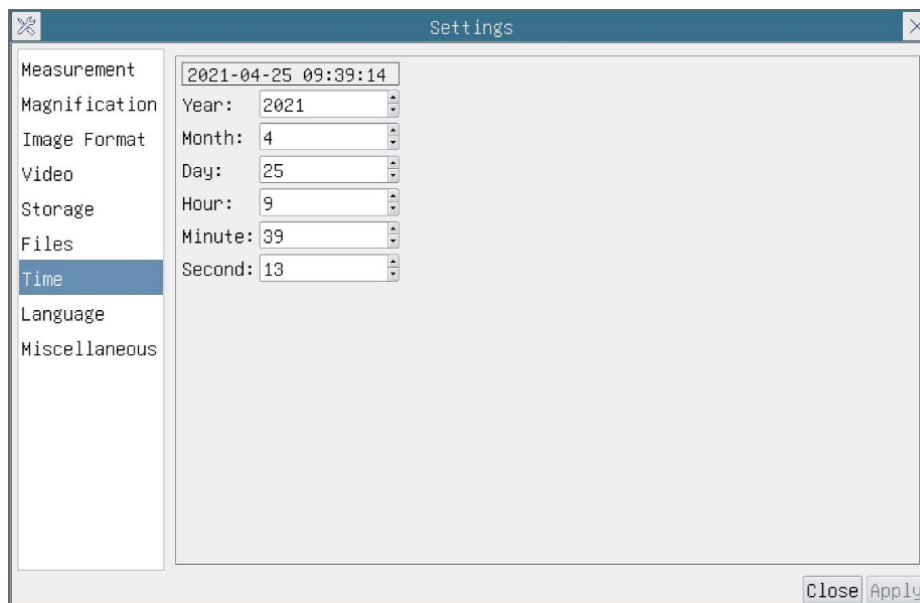 Settings
Measurement
Magnification
Image Format
Video
Storage
Files
Time
Language
Miscellaneous
2021-04-25 09:39:14
Year: 2021
Month: 4
Day: 25
Hour: 9
Minute: 39
Second: 13
Close Apply